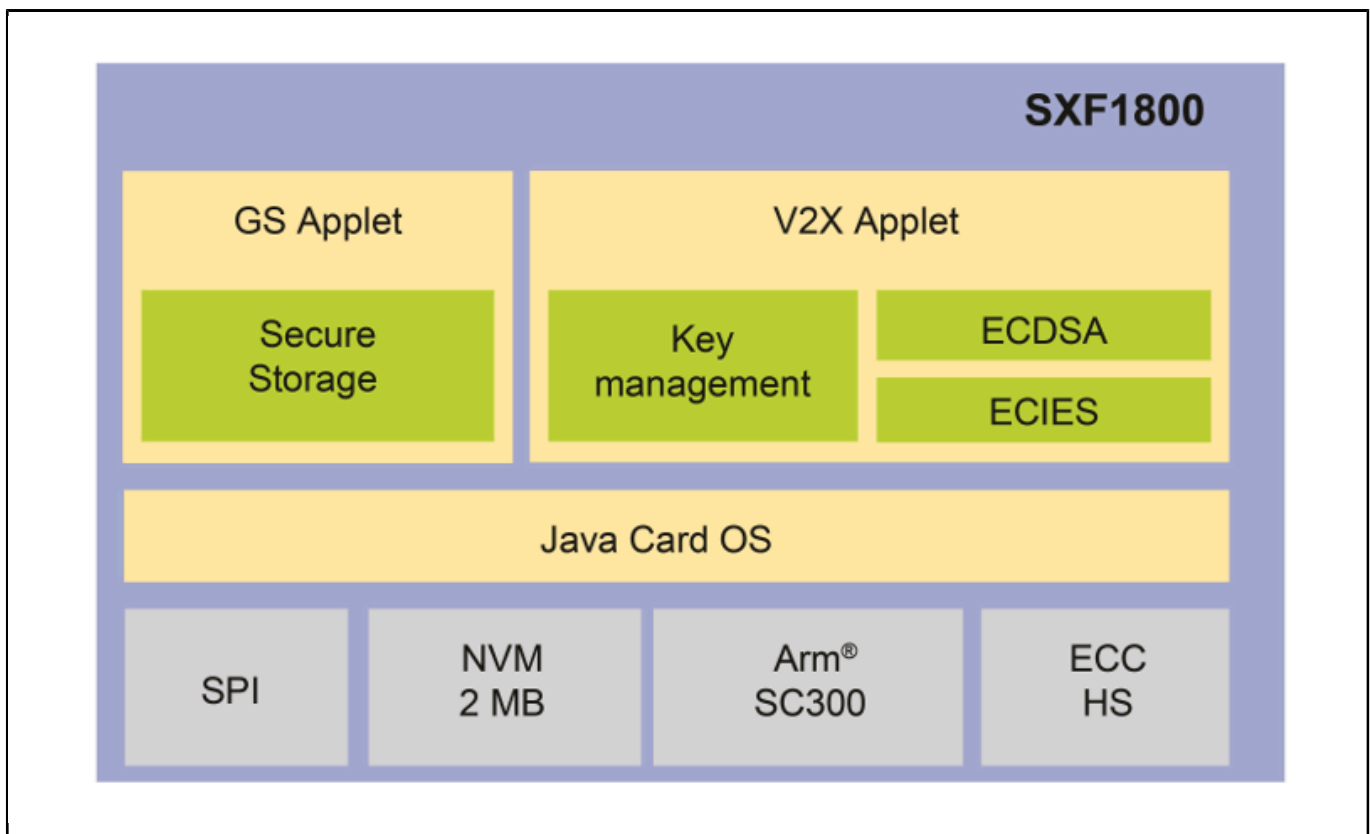 SXF1800
GS Applet
Secure
Storage
V2X Applet
Key
management
ECDSA
ECIES
Java Card OS
SPI
NVM
2 MB
Arm®
SC300
ECC
HS